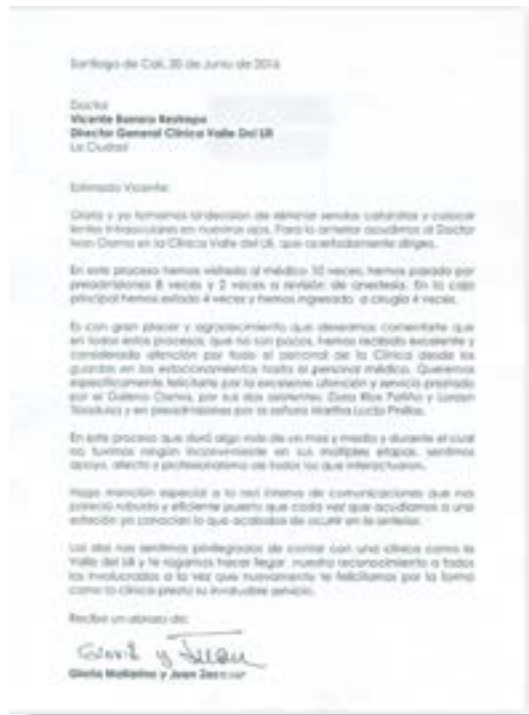 Santiago de Cali, 20 de Junio de 2016
Doctor
Vicente Borrero Restrepo
Director General Clínica Valle Del Lili
La Ciudad
Estimado Vicente:
Gloria y yo tomamos la decisión de eliminar sendas cataratas y colocar
lentes intraoculares en nuestros ojos. Para lo anterior acudimos al Doctor
Ivan Osma en la Clínica Valle del Lili, que acertadamente diriges.
En este proceso hemos visitado al médico 10 veces, hemos pasado por
preadmisiones 8 veces y 2 veces a revisión de anestesia. En la caja
principal hemos estado 4 veces y hemos ingresado a cirugía 4 veces.
Es con gran placer y agradecimiento que deseamos comentarte que
en todos estos procesos, que no son pocos, hemos recibido excelente y
considerada atención por todo el personal de la Clínica desde los
guardas en los estacionamientos hasta el personal médico. Queremos
específicamente felicitarte por la excelente atención y servicio prestado
por el Galeno Osma, por sus dos asistentes, Ríos Patiño y
y en preadmisiones por la señora Martha Lucía
En este proceso que duró algo más de un mes y medio y durante el cual
no tuvimos ningún inconveniente en sus múltiples etapas, sentimos
apoyo, afecto y profesionalismo de todos los que interactuaron.
Hago mención especial a la red interna de comunicaciones que nos
pareció robusta y eficiente puesto que cada vez que acudíamos a una
estación ya conocían lo que acababa de ocurrir en la anterior.
Los dos nos sentimos privilegiados de contar con una clínica como la
Valle del Lili y te rogamos hacer llegar nuestro reconocimiento a todos
los involucrados a la vez que nuevamente te felicitamos por la forma
como la clínica presta su invaluable servicio.
Recibe un abrazo de:
Gloria y Juan
Gloria y Juan